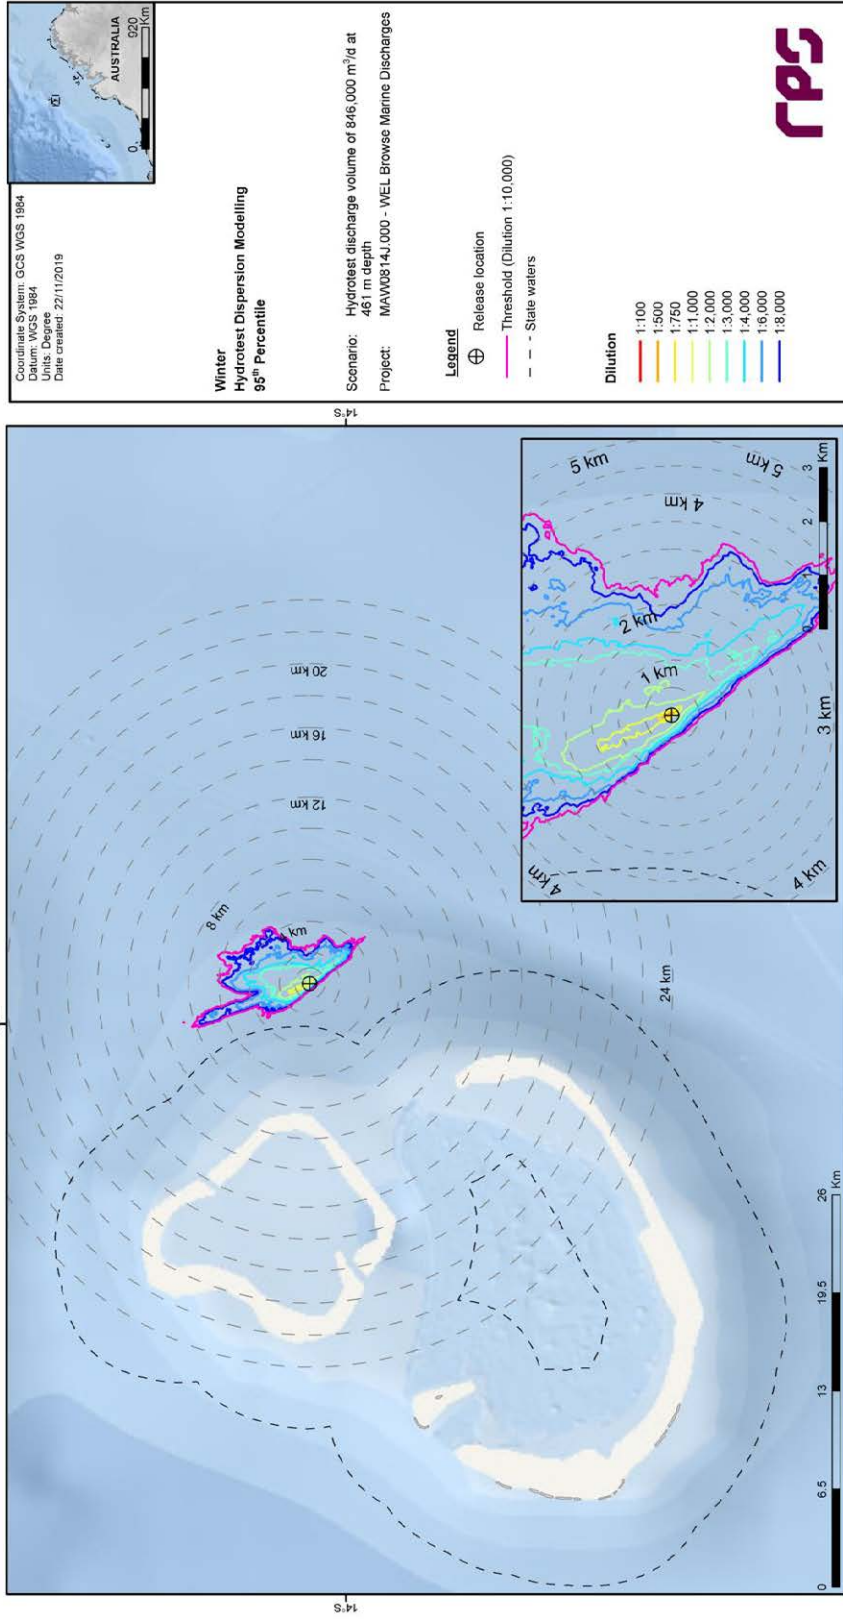 Coordinate System: GCS WGS 1984
Datum: WGS 1984
Units: Degree
Date created: 22/11/2019
AUSTRALIA
0
920
Km
Winter
Hydrotest Dispersion Modelling
95th Percentile
Scenario: Hydrotest discharge volume of 846,000 m³/d at
461 m depth
Project: MAW0814J.000 - WEL Browse Marine Discharges
Legend
Release location
Threshold (Dilution 1:10,000)
State waters
Dilution
1:100
1:500
1:750
1:1,000
1:2,000
1:3,000
1:4,000
1:6,000
1:8,000
rps
14°S
14°S
20 km
16 km
12 km
8 km
km
24 km
0 6.5 13 19.5 26
Km
5 km
4 km
5 km
2 km
1 km
3 km
4 km
4 km
0 1 2 3
Km